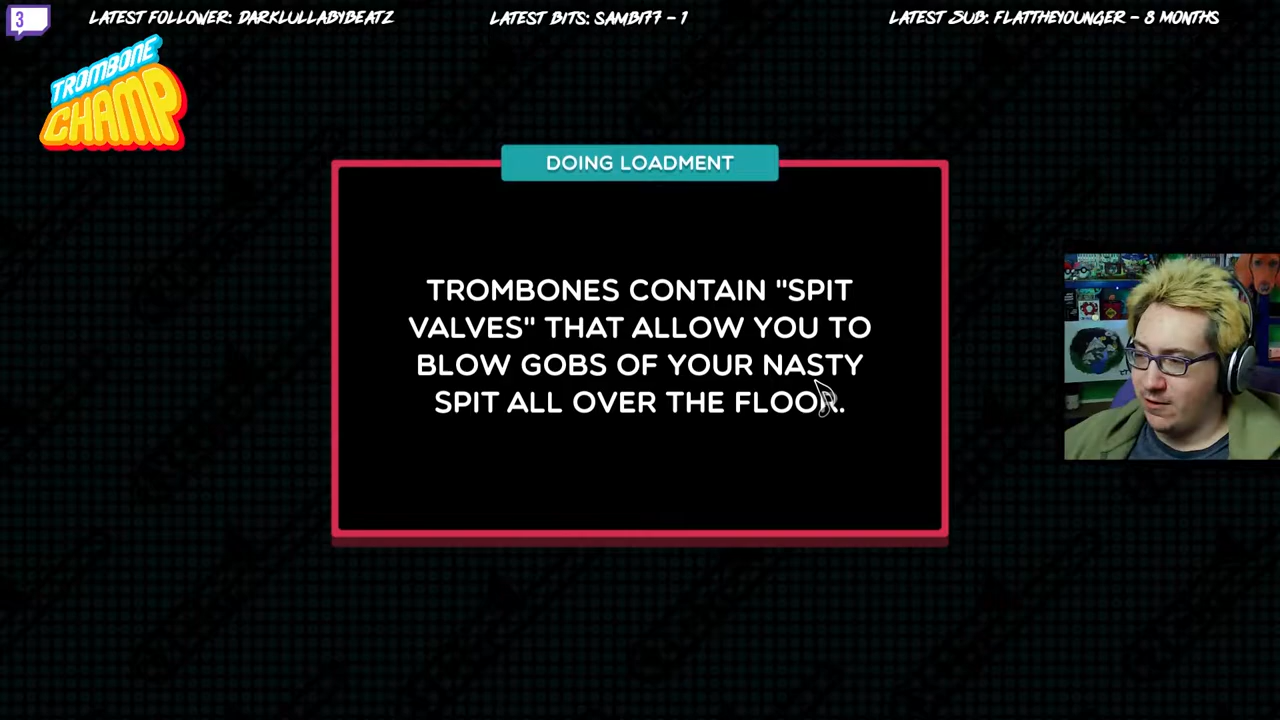 3
LATEST FOLLOWER: DARKLULLABYBEATZ
LATEST BITS: SAMBI77 - 1
LATEST SUB: FLATTHEYOUNGER - 8 MONTHS
TROMBONE
CHAMP
DOING LOADMENT
TROMBONES CONTAIN "SPIT
VALVES" THAT ALLOW YOU TO
BLOW GOBS OF YOUR NASTY
SPIT ALL OVER THE FLOOR.